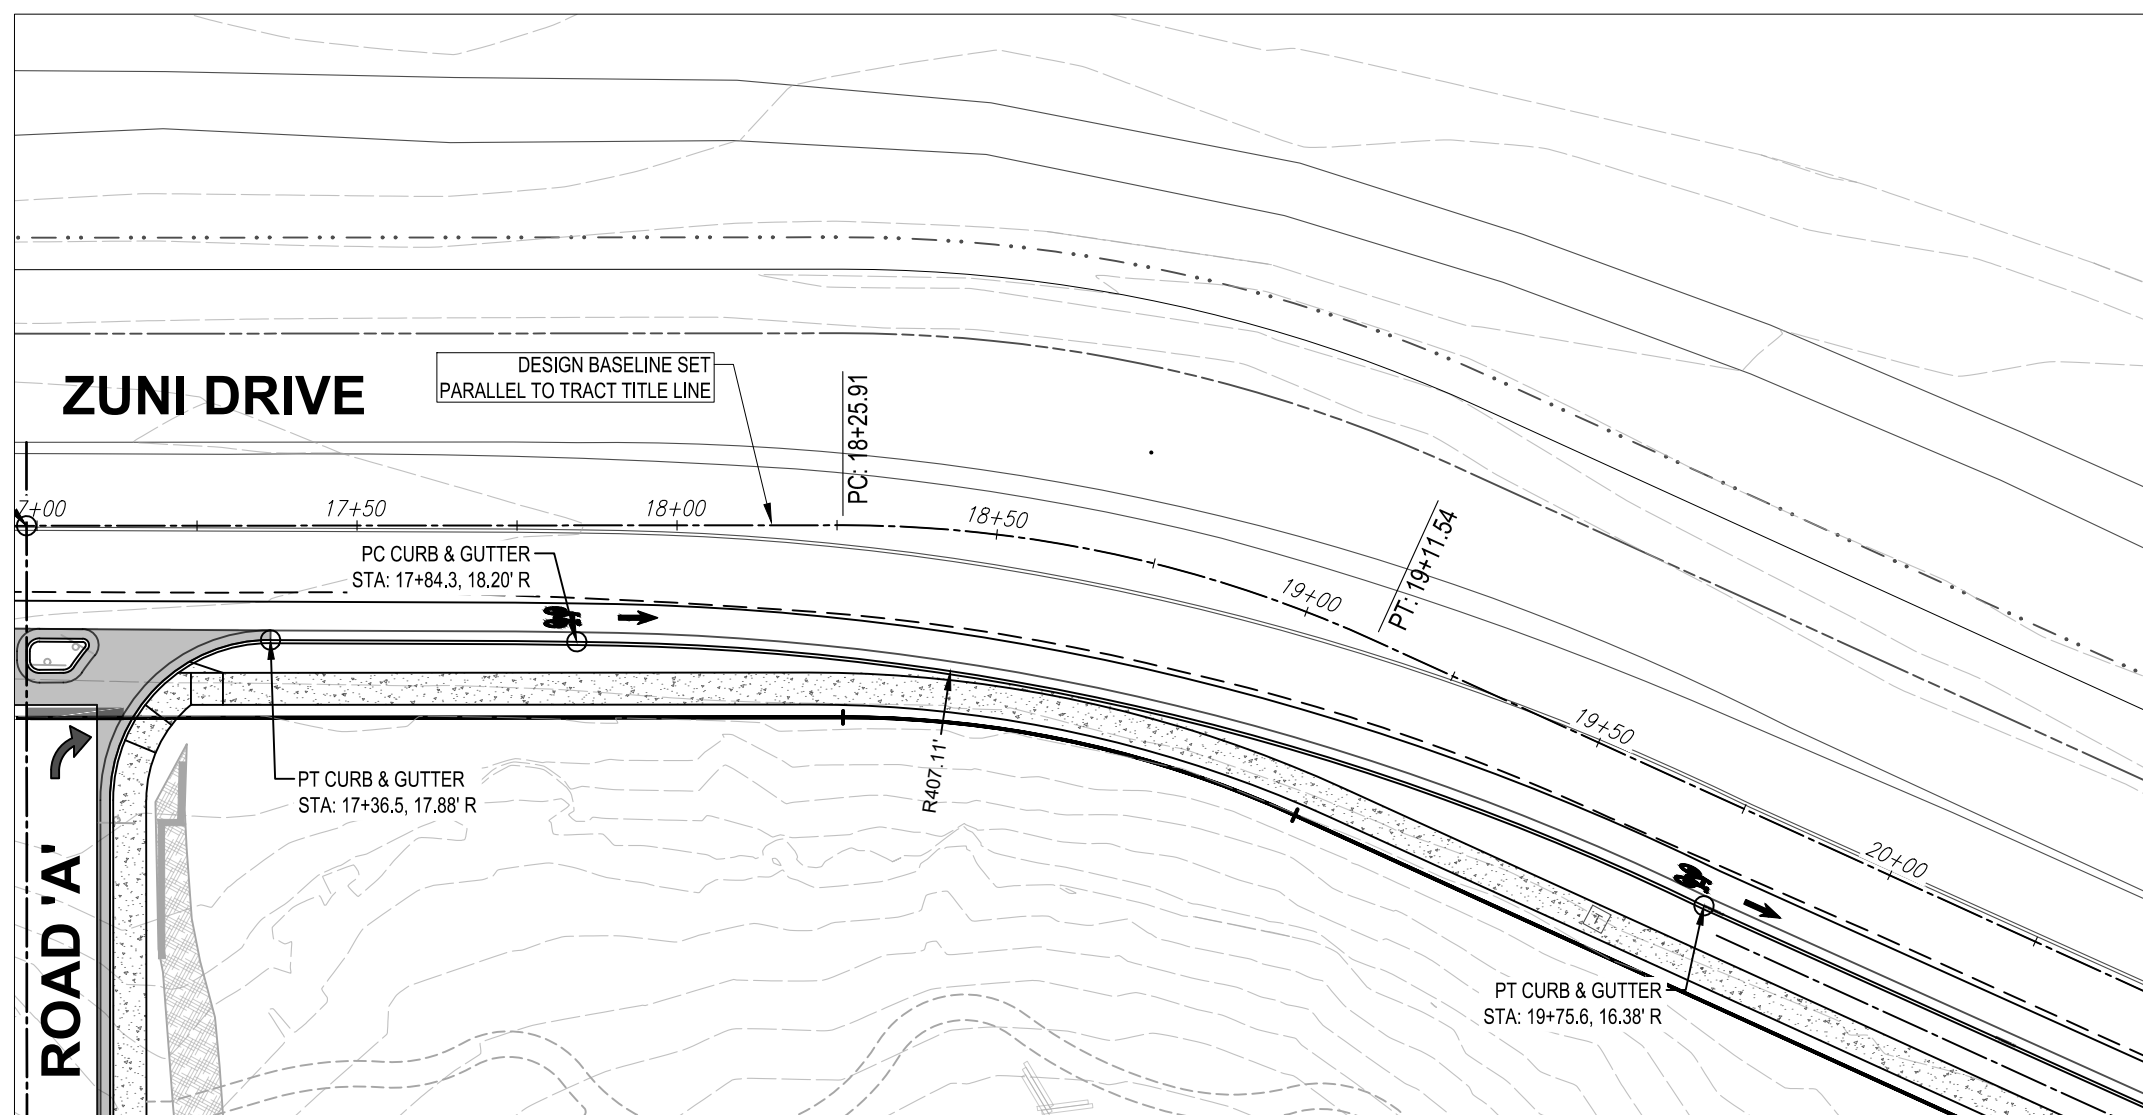 DESIGN BASELINE SET
PARALLEL TO TRACT TITLE LINE
ZUNI DRIVE
PC: 18+25.91
7+00
17+50
18+00
18+50
19+00
PT: 19+11.54
19+50
20+00
PC CURB & GUTTER
STA: 17+84.3, 18.20' R
PT CURB & GUTTER
STA: 17+36.5, 17.88' R
R407.11'
ROAD 'A'
T
PT CURB & GUTTER
STA: 19+75.6, 16.38' R